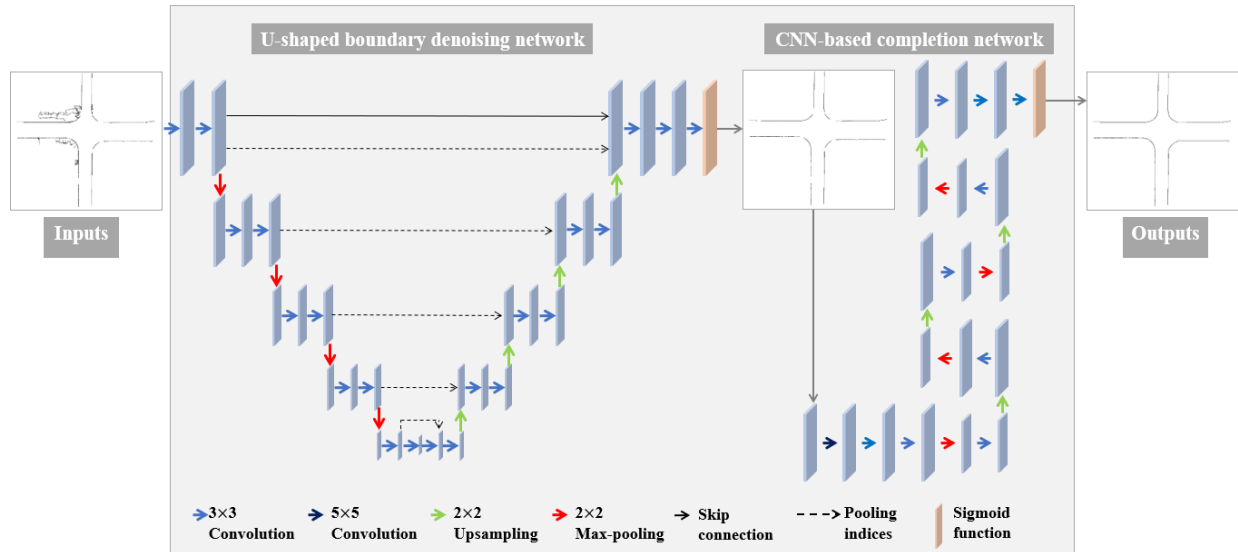 U-shaped boundary denoising network
CNN-based completion network
Inputs
Outputs
3×3
Convolution
5×5
Convolution
2×2
Upsampling
2×2
Max-pooling
Skip
connection
Pooling
indices
Sigmoid
function